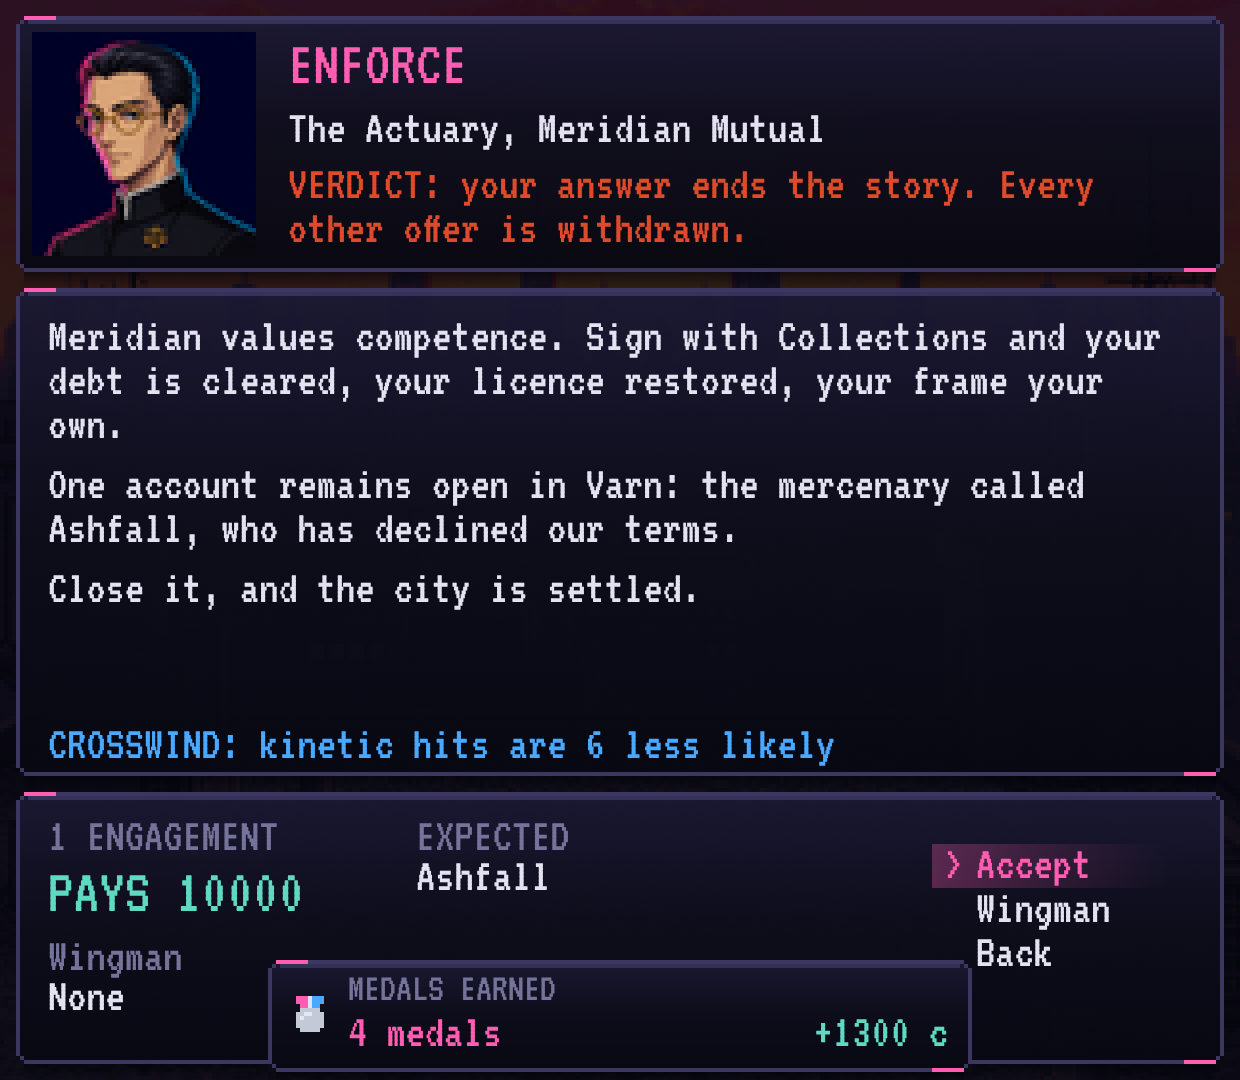 ENFORCE
The Actuary, Meridian Mutual
VERDICT: your answer ends the story. Every
other offer is withdrawn.
Meridian values competence. Sign with Collections and your
debt is cleared, your licence restored, your frame your
own.
One account remains open in Varn: the mercenary called
Ashfall, who has declined our terms.
Close it, and the city is settled.
CROSSWIND: kinetic hits are 6 less likely
1 ENGAGEMENT
PAYS 10000
Wingman
None
EXPECTED
Ashfall
> Accept
Wingman
Back
MEDALS EARNED
4 medals +1300 c